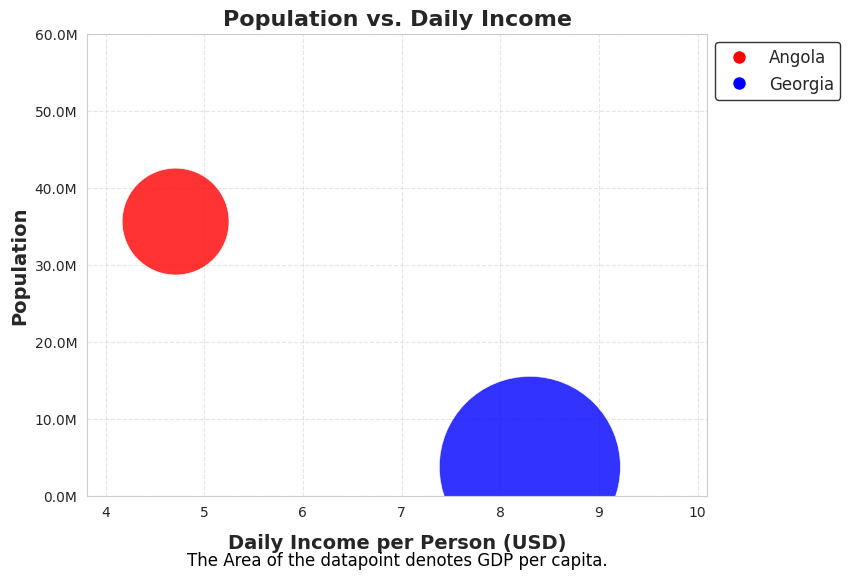 Population vs. Daily Income
60.0M
50.0M
40.0M
30.0M
20.0M
10.0M
0.0M
Population
4 5 6 7 8 9 10
Daily Income per Person (USD)
The Area of the datapoint denotes GDP per capita.
Angola
Georgia